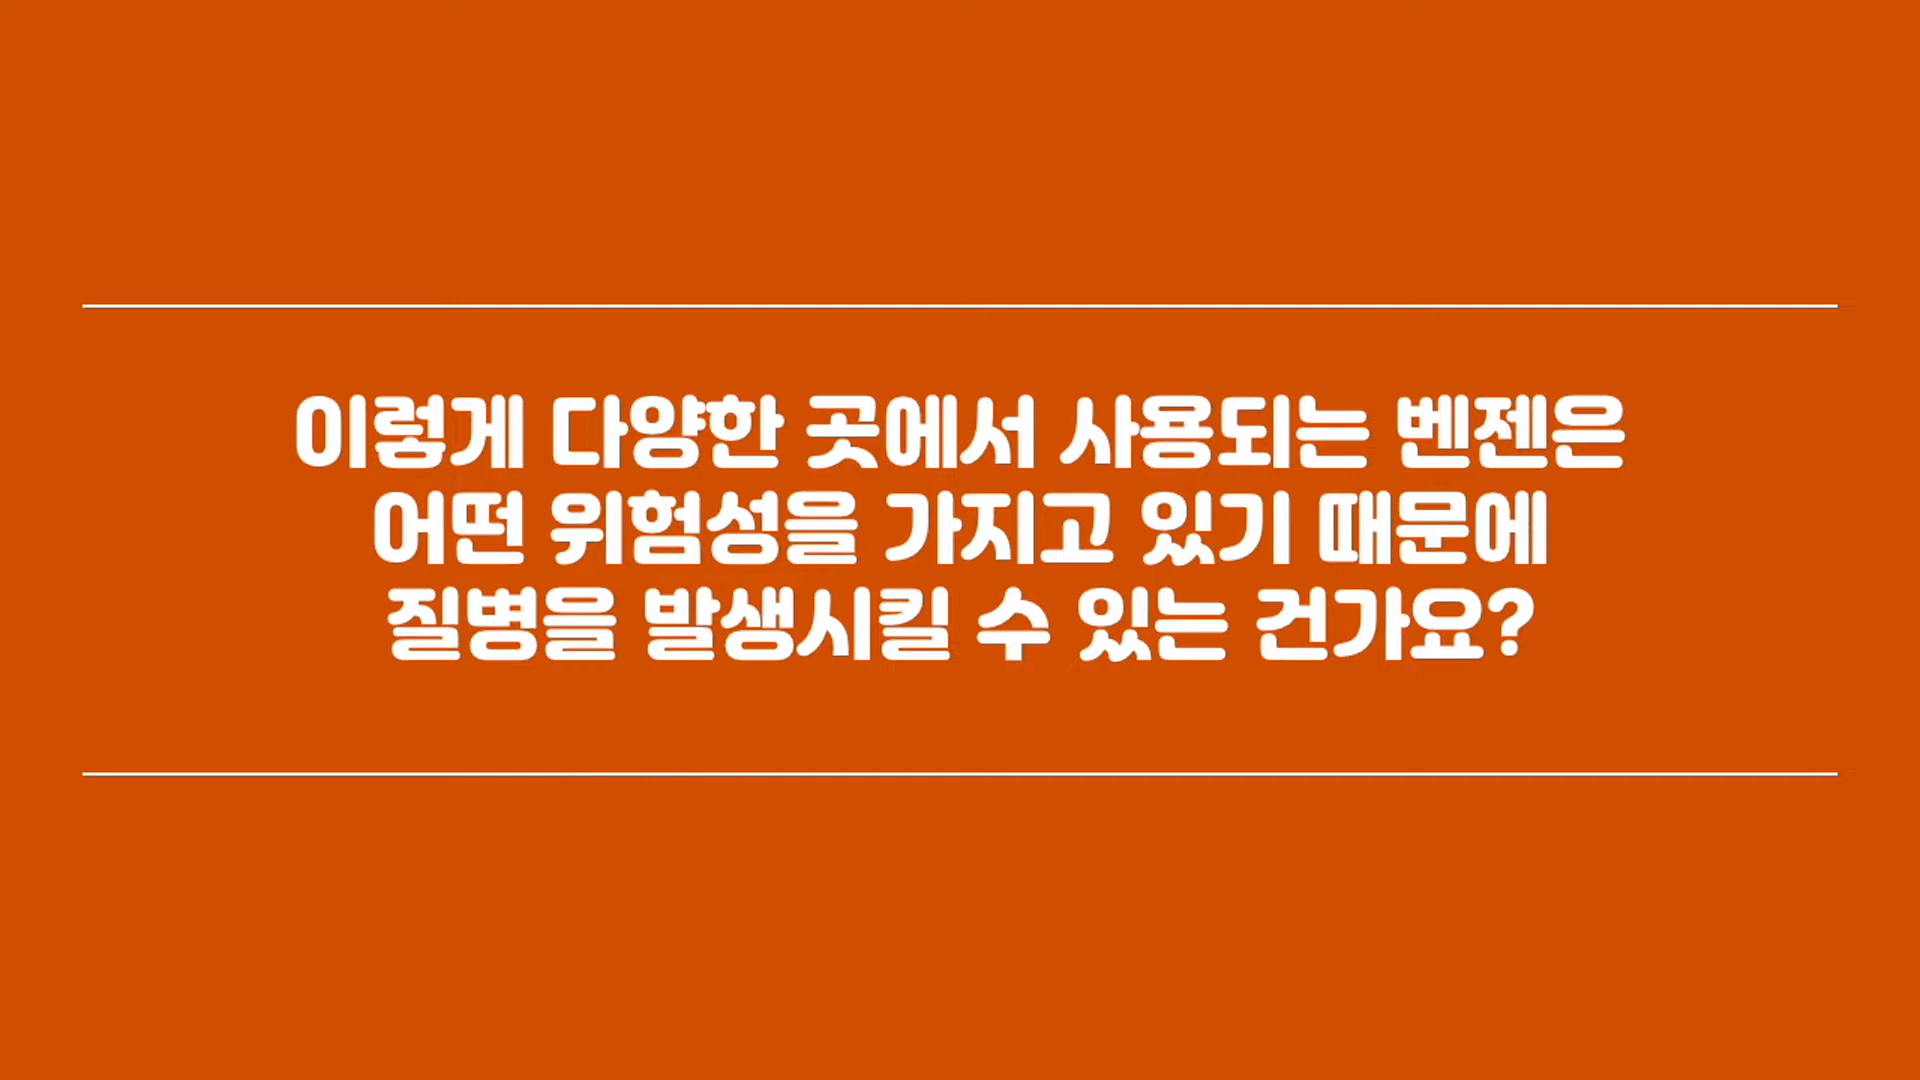 이렇게 다양한 곳에서 사용되는 벤젠은
어떤 위험성을 가지고 있기 때문에
질병을 발생시킬 수 있는 건가요?